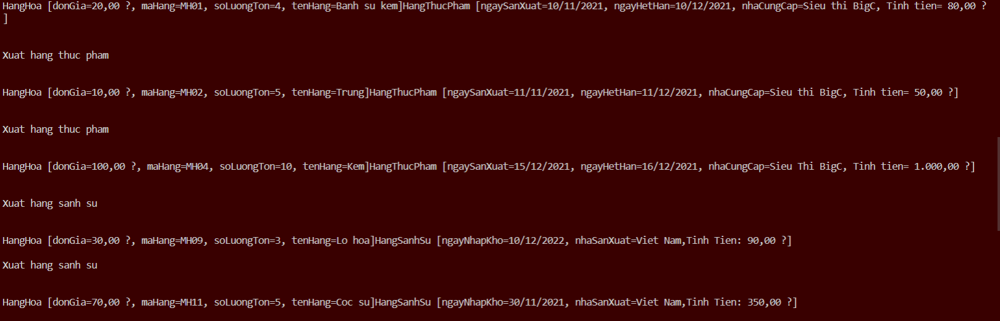 HangHoa [donGia=20,00 ?, maHang=MH01, soLuongTon=4, tenHang=Banh su kem]HangThucPham [ngaySanXuat=10/11/2021, ngayHetHan=10/12/2021, nhaCungCap=Sieu thi BigC, Tinh tien= 80,00 ?
]
Xuat hang thuc pham
HangHoa [donGia=10,00 ?, maHang=MH02, soLuongTon=5, tenHang=Trung]HangThucPham [ngaySanXuat=11/11/2021, ngayHetHan=11/12/2021, nhaCungCap=Sieu thi BigC, Tinh tien= 50,00 ?]
Xuat hang thuc pham
HangHoa [donGia=100,00 ?, maHang=MH04, soLuongTon=10, tenHang=Kem]HangThucPham [ngaySanXuat=15/12/2021, ngayHetHan=16/12/2021, nhaCungCap=Sieu Thi BigC, Tinh tien= 1.000,00 ?]
Xuat hang sanh su
HangHoa [donGia=30,00 ?, maHang=MH09, soLuongTon=3, tenHang=Lo hoa]HangSanhSu [ngayNhapKho=10/12/2022, nhaSanXuat=Viet Nam,Tinh Tien: 90,00 ?]
Xuat hang sanh su
HangHoa [donGia=70,00 ?, maHang=MH11, soLuongTon=5, tenHang=Coc su]HangSanhSu [ngayNhapKho=30/11/2021, nhaSanXuat=Viet Nam,Tinh Tien: 350,00 ?]